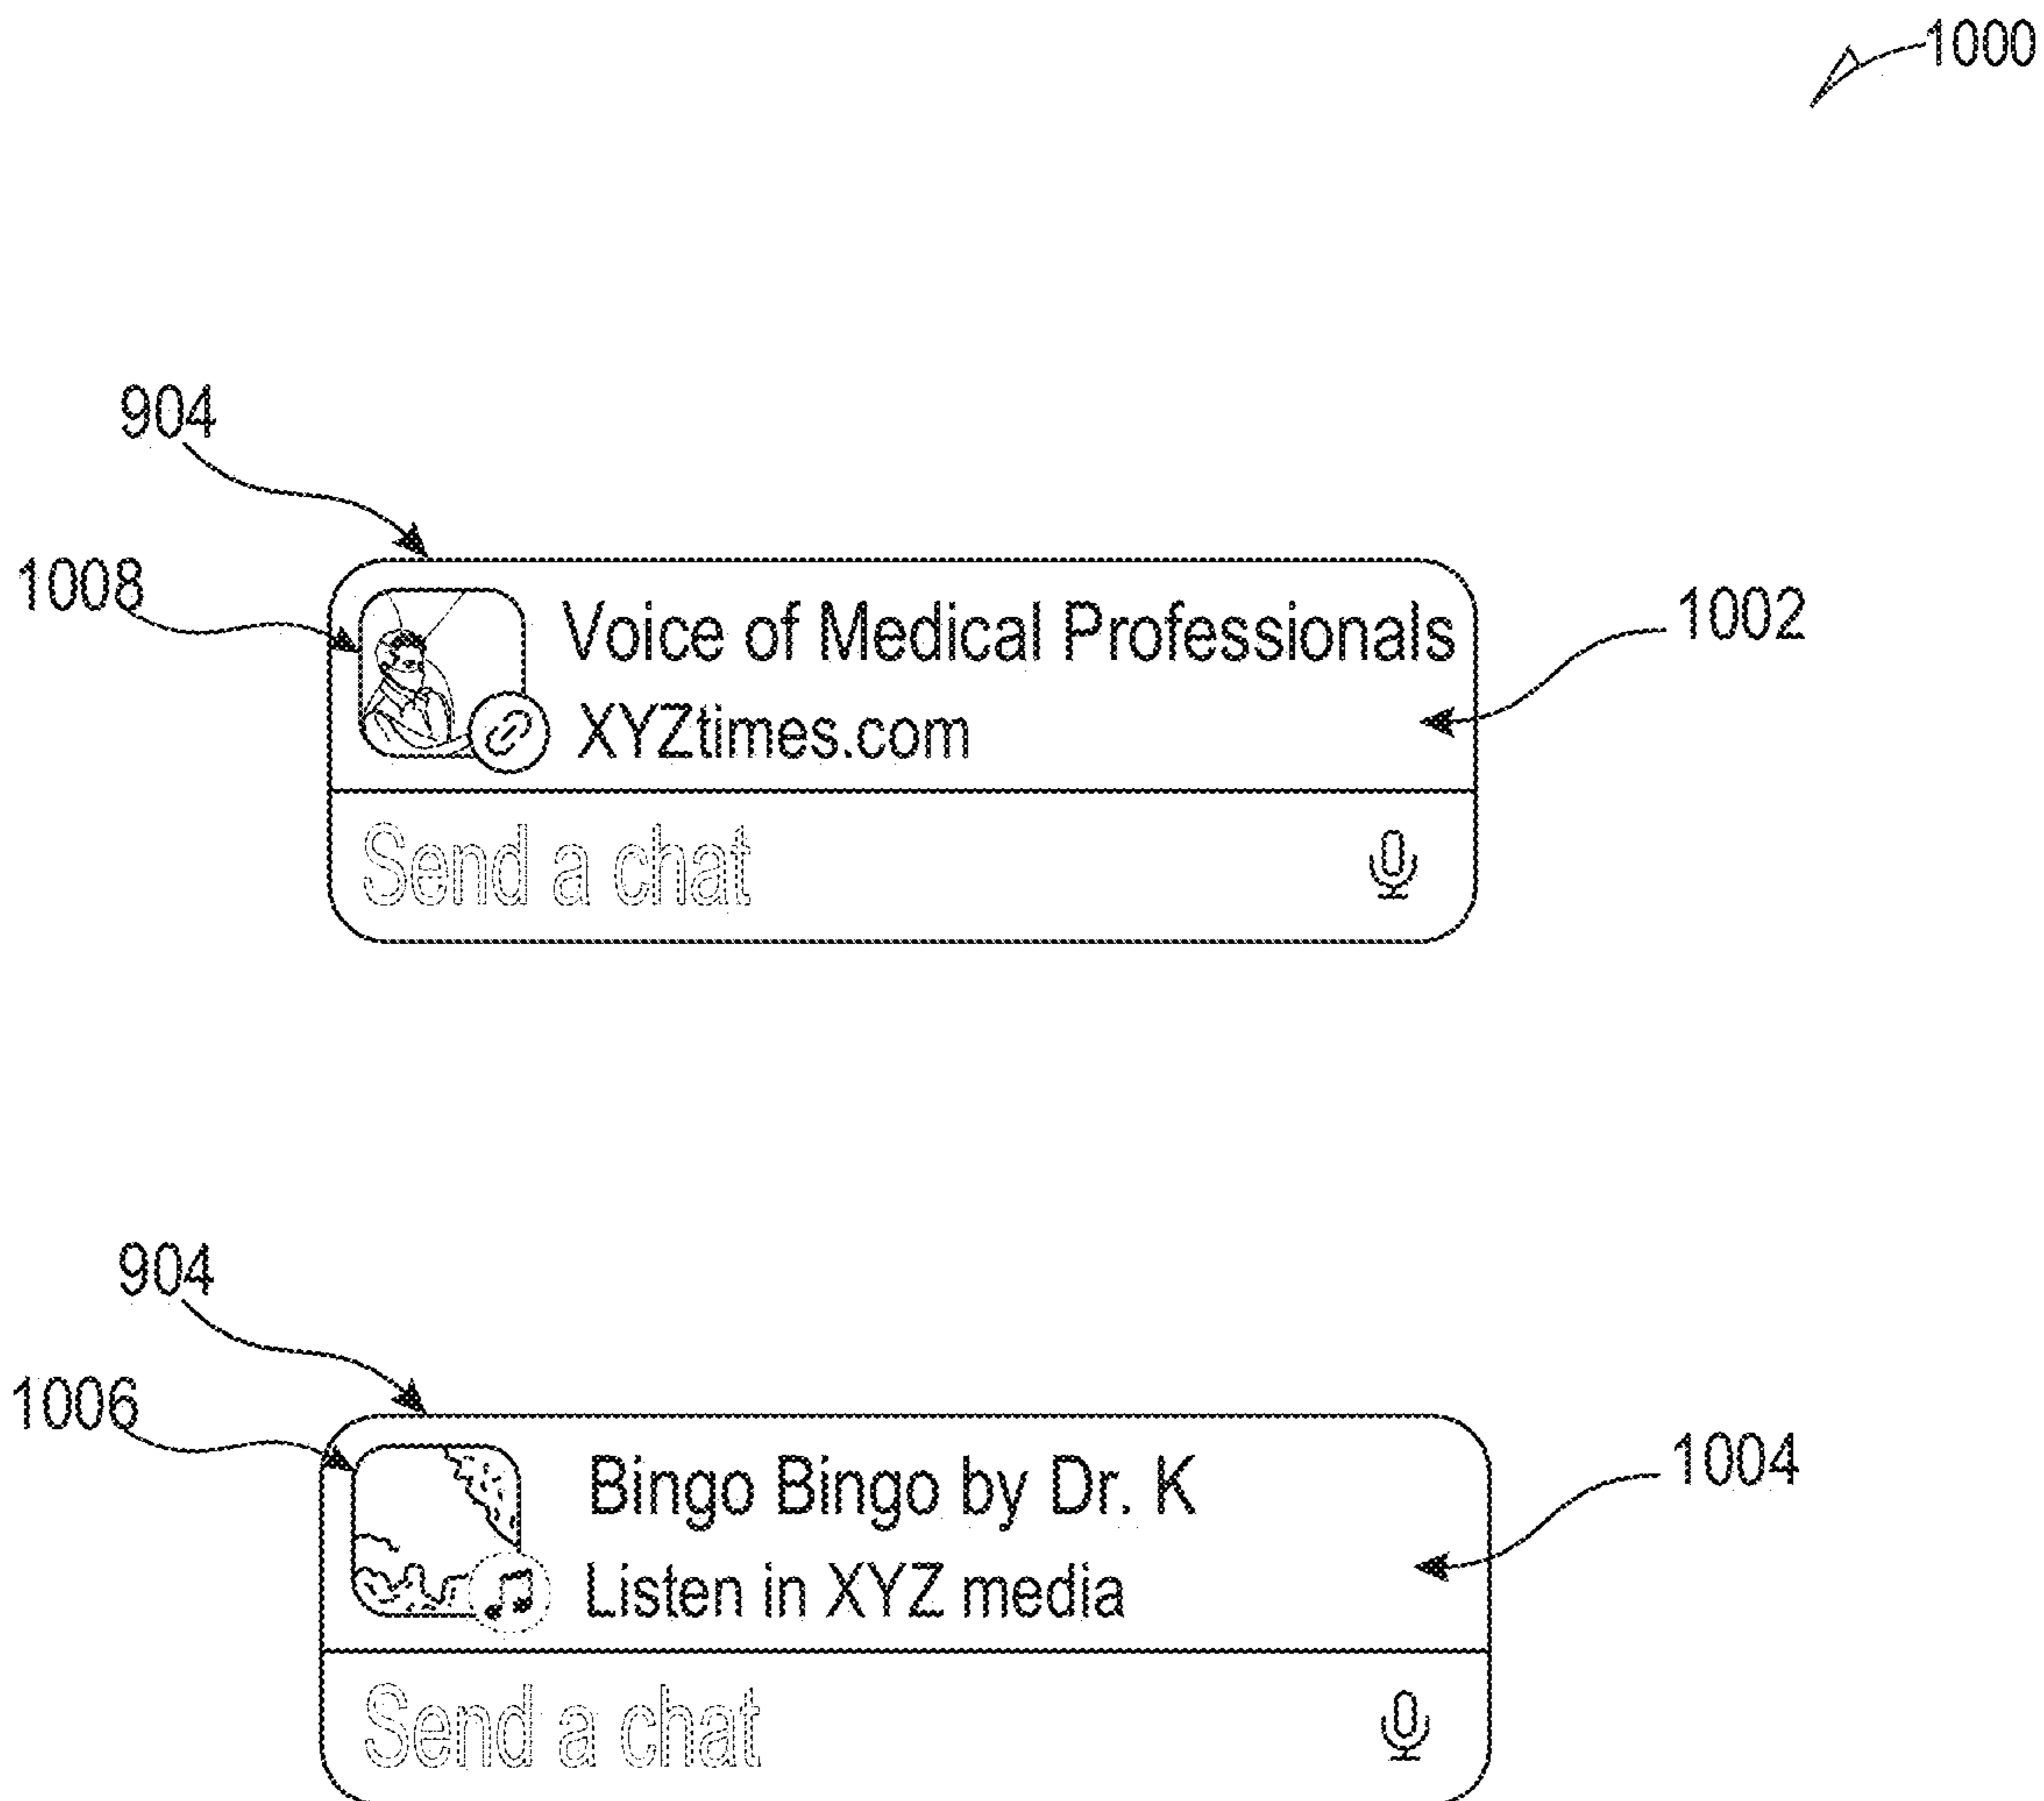 1000
904
1008
Voice of Medical Professionals
1002
XYZtimes.com
Send a chat
904
1006
Bingo Bingo by Dr. K
1004
Listen in XYZ media
Send a chat